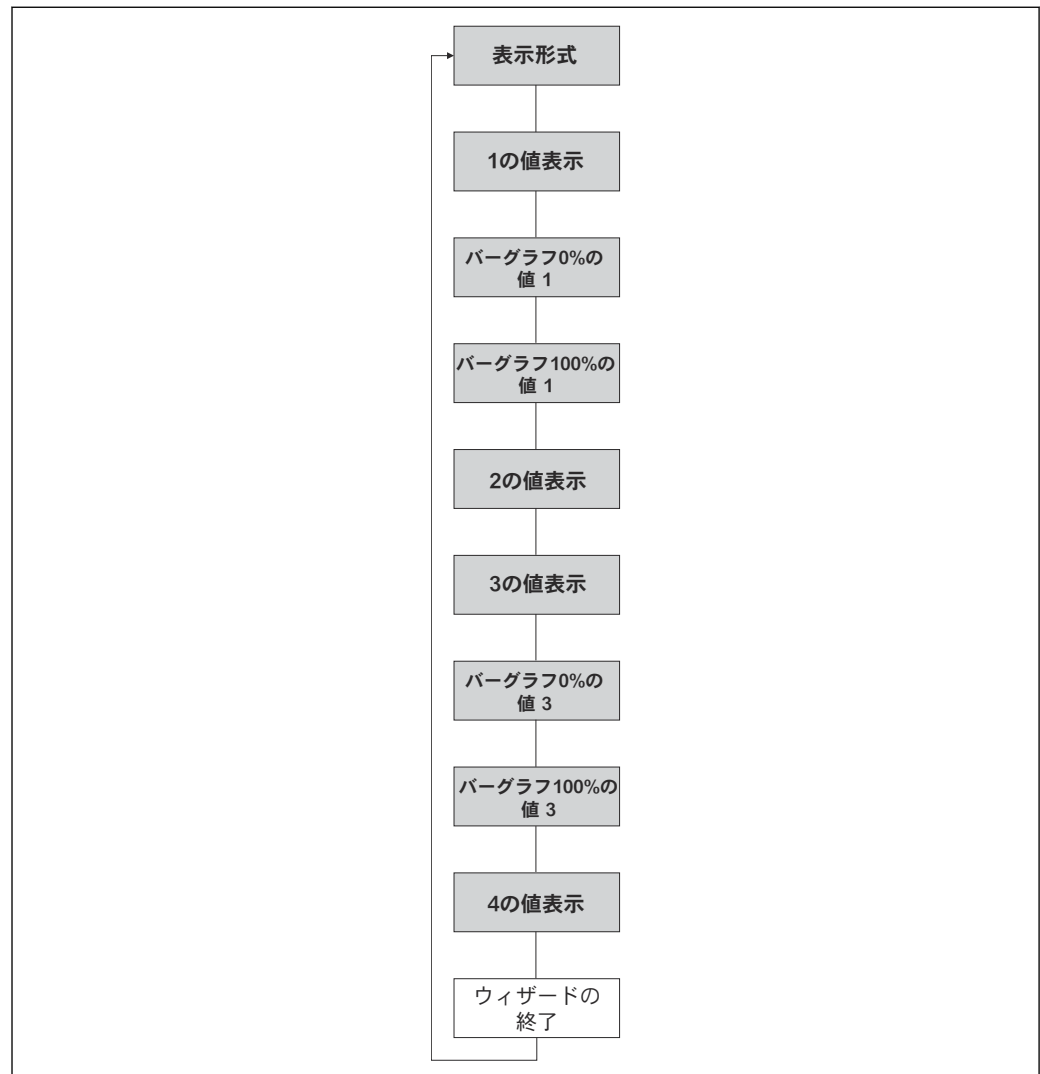 表示形式
1の値表示
バーグラフ0%の
値 1
バーグラフ100%の
値 1
2の値表示
3の値表示
バーグラフ0%の
値 3
バーグラフ100%の
値 3
4の値表示
ウィザードの
終了